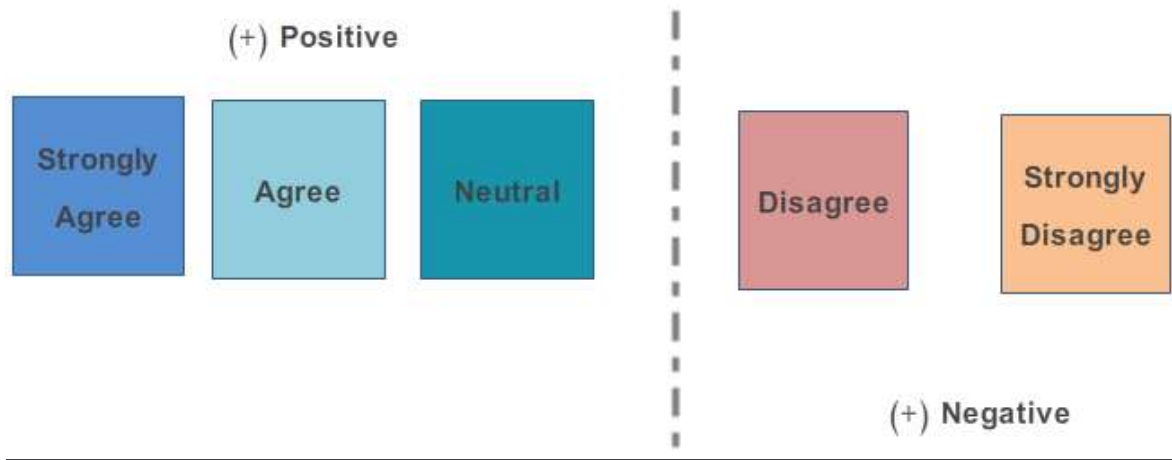 (+) Positive
Strongly
Agree
Agree
Neutral
Disagree
Strongly
Disagree
(+) Negative